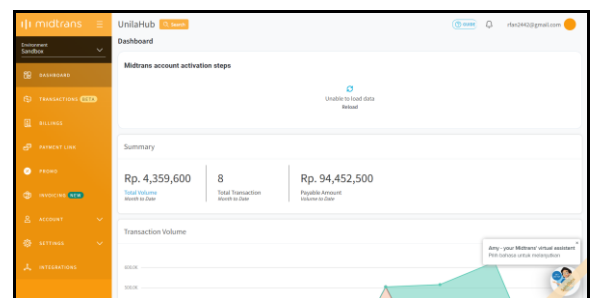 midtrans
UnilaHub
Search
GUIDE
rfan2442@gmail.com
Environment
Sandbox
Dashboard
DASHBOARD
TRANSACTIONS BETA
BILLINGS
PAYMENT LINK
PROMO
INVOICING NEW
ACCOUNT
SETTINGS
INTEGRATIONS
Midtrans account activation steps
Unable to load data
Reload
Summary
Rp. 4,359,600
Total Volume
Month to Date
8
Total Transaction
Month to Date
Rp. 94,452,500
Payable Amount
Volume to Date
Transaction Volume
Amy - your Midtrans' virtual assistant
Pilih bahasa untuk melanjutkan